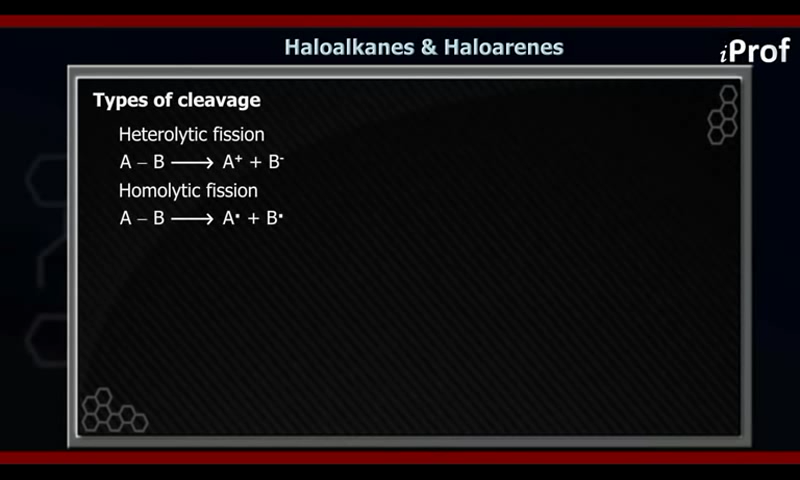 Haloalkanes & Haloarenes
iProf
Types of cleavage
Heterolytic fission
A – B ⟶ A⁺ + B⁻
Homolytic fission
A – B ⟶ A• + B•